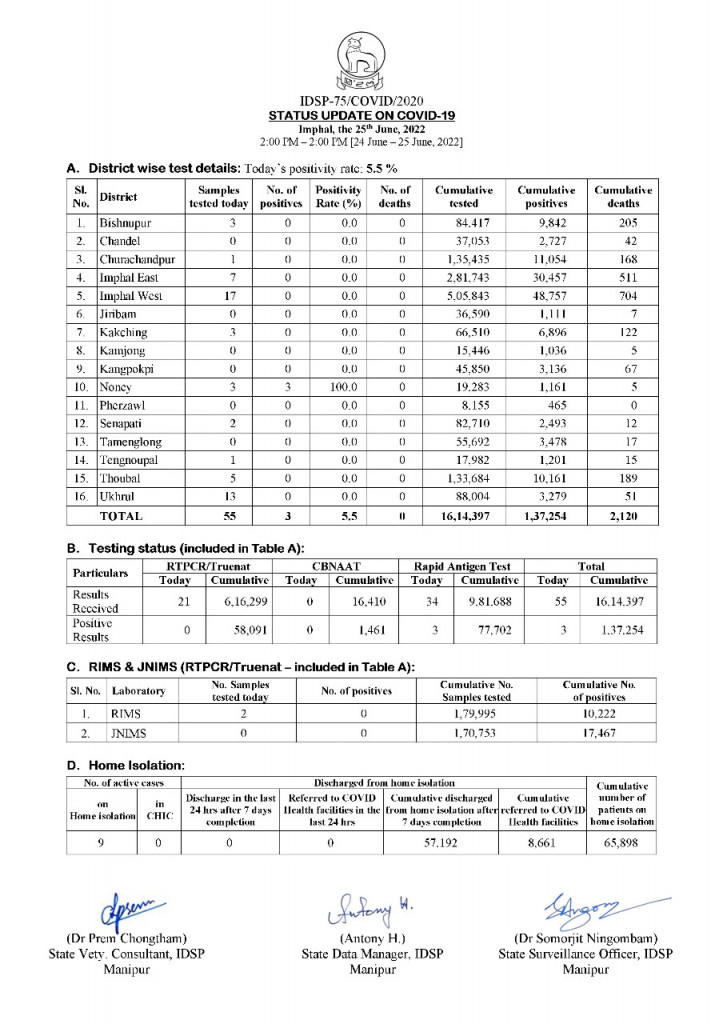 IDSP-75/COVID/2020
STATUS UPDATE ON COVID-19
Imphal, the 25th June, 2022
2:00 PM – 2:00 PM [24 June – 25 June, 2022]
A. District wise test details: Today's positivity rate: 5.5 %
Sl. No. District Samples tested today No. of positives Positivity Rate (%) No. of deaths Cumulative tested Cumulative positives Cumulative deaths
1. Bishnupur 3 0 0.0 0 84,417 9,842 205
2. Chandel 0 0 0.0 0 37,053 2,727 42
3. Churachandpur 1 0 0.0 0 1,35,435 11,054 168
4. Imphal East 7 0 0.0 0 2,81,743 30,457 511
5. Imphal West 17 0 0.0 0 5,05,843 48,757 704
6. Jiribam 0 0 0.0 0 36,590 1,111 7
7. Kakching 3 0 0.0 0 66,510 6,896 122
8. Kamjong 0 0 0.0 0 15,446 1,036 5
9. Kangpokpi 0 0 0.0 0 45,850 3,136 67
10. Noney 3 3 100.0 0 19,283 1,161 5
11. Pherzawl 0 0 0.0 0 8,155 465 0
12. Senapati 2 0 0.0 0 82,710 2,493 12
13. Tamenglong 0 0 0.0 0 55,692 3,478 17
14. Tengnoupal 1 0 0.0 0 17,982 1,201 15
15. Thoubal 5 0 0.0 0 1,33,684 10,161 189
16. Ukhrul 13 0 0.0 0 88,004 3,279 51
TOTAL 55 3 5.5 0 16,14,397 1,37,254 2,120
B. Testing status (included in Table A):
Particulars RTPCR/Truenat CBNAAT Rapid Antigen Test Total
Today Cumulative Today Cumulative Today Cumulative Today Cumulative
Results Received 21 6,16,299 0 16,410 34 9,81,688 55 16,14,397
Positive Results 0 58,091 0 1,461 3 77,702 3 1,37,254
C. RIMS & JNIMS (RTPCR/Truenat – included in Table A):
Sl. No. Laboratory No. Samples tested today No. of positives Cumulative No. Samples tested Cumulative No. of positives
1. RIMS 2 0 1,79,995 10,222
2. JNIMS 0 0 1,70,753 17,467
D. Home Isolation:
No. of active cases Discharged from home isolation Cumulative number of patients on home isolation
on Home isolation in CHIC Discharge in the last 24 hrs after 7 days completion Referred to COVID Health facilities in the last 24 hrs Cumulative discharged from home isolation after 7 days completion Cumulative referred to COVID Health facilities
9 0 0 0 57,192 8,661 65,898
Antony H.
(Dr Prem Chongtham) (Antony H.) (Dr Somorjit Ningombam)
State Vety. Consultant, IDSP State Data Manager, IDSP State Surveillance Officer, IDSP
Manipur Manipur Manipur